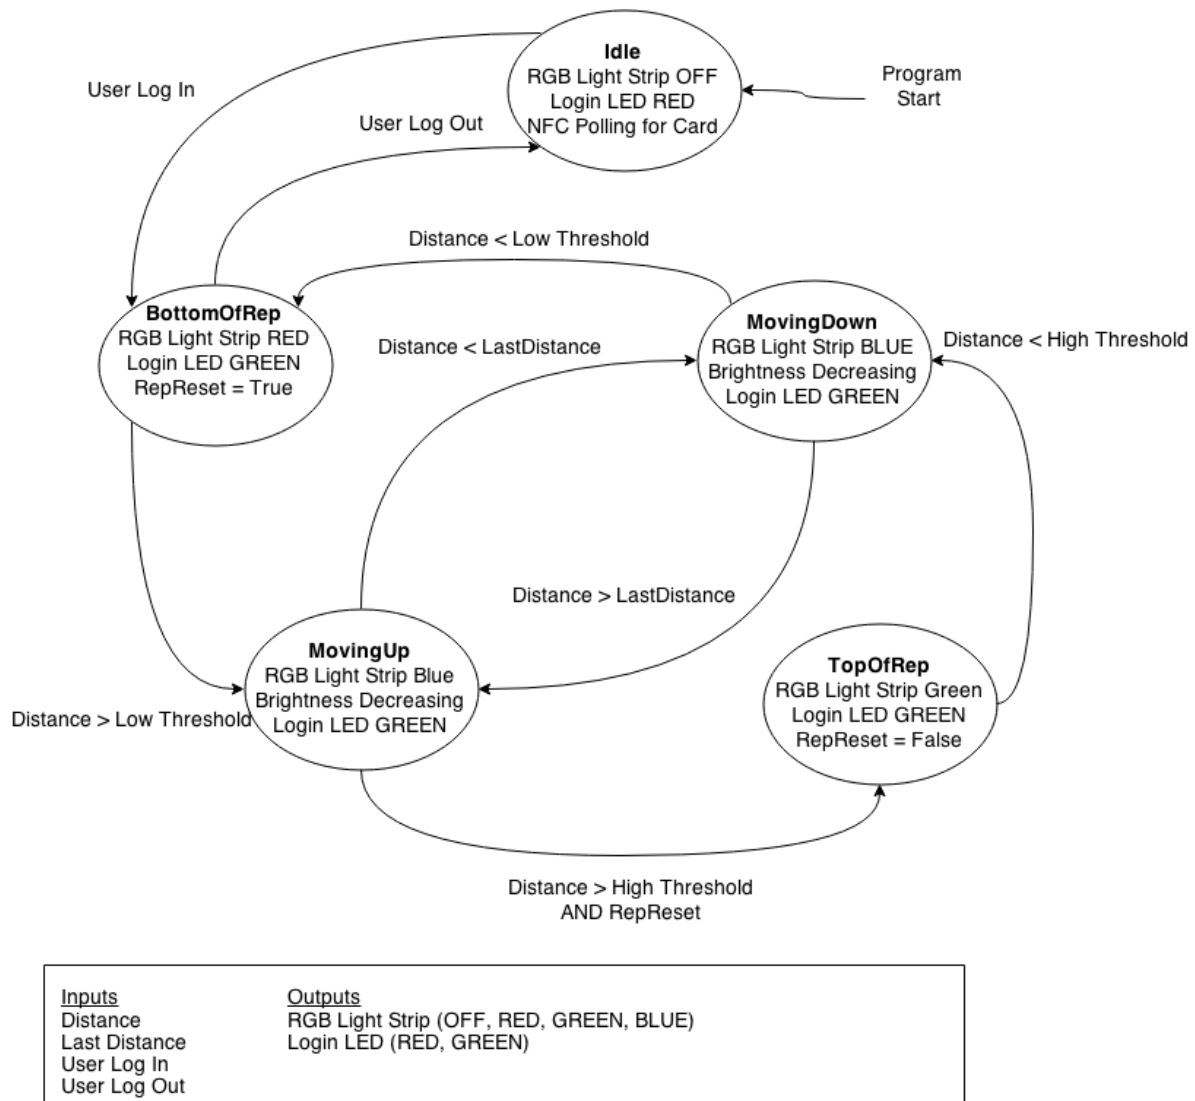 Idle
RGB Light Strip OFF
Login LED RED
NFC Polling for Card
Program
Start
User Log In
User Log Out
Distance < Low Threshold
BottomOfRep
RGB Light Strip RED
Login LED GREEN
RepReset = True
MovingDown
RGB Light Strip BLUE
Brightness Decreasing
Login LED GREEN
Distance < High Threshold
Distance < LastDistance
Distance > LastDistance
MovingUp
RGB Light Strip Blue
Brightness Decreasing
Login LED GREEN
Distance > Low Threshold
TopOfRep
RGB Light Strip Green
Login LED GREEN
RepReset = False
Distance > High Threshold
AND RepReset
Inputs
Distance
Last Distance
User Log In
User Log Out
Outputs
RGB Light Strip (OFF, RED, GREEN, BLUE)
Login LED (RED, GREEN)